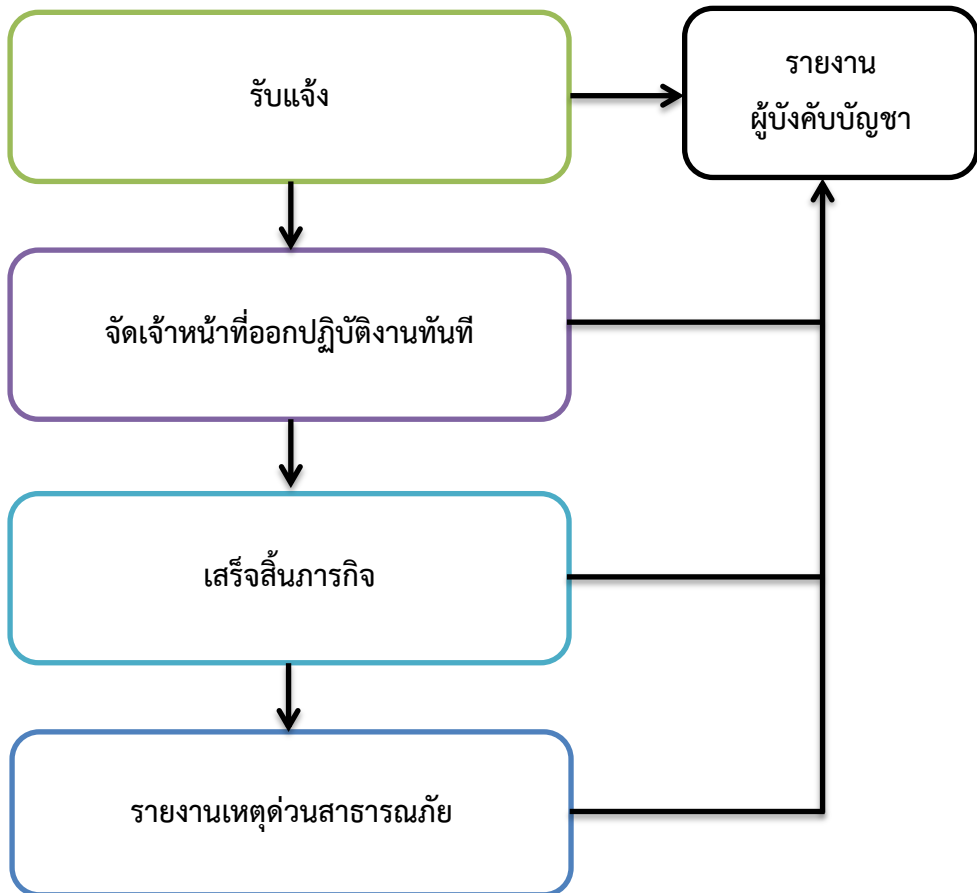 รับแจ้ง
รายงาน
ผู้บังคับบัญชา
จัดเจ้าหน้าที่ออกปฏิบัติงานทันที
เสร็จสิ้นภารกิจ
รายงานเหตุด่วนสาธารณภัย